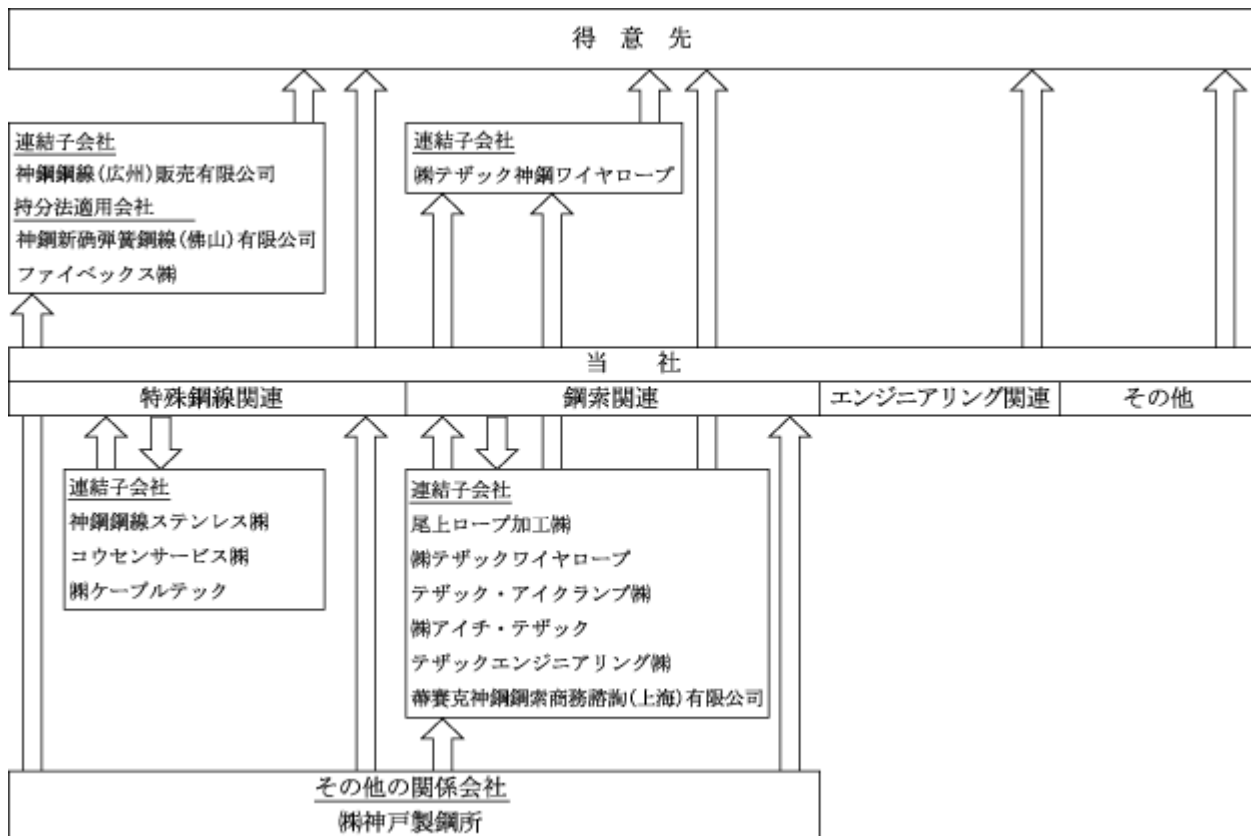 得意先
連結子会社
神鋼鋼線(広州)販売有限公司
持分法適用会社
神鋼新确弾簧鋼線(佛山)有限公司
ファイベックス㈱
連結子会社
㈱テザック神鋼ワイヤロープ
当社
特殊鋼線関連
鋼索関連
エンジニアリング関連
その他
連結子会社
神鋼鋼線ステンレス㈱
コウセンサービス㈱
㈱ケーブルテック
連結子会社
尾上ロープ加工㈱
㈱テザックワイヤロープ
テザック・アイクランプ㈱
㈱アイチ・テザック
テザックエンジニアリング㈱
賽克神鋼鋼索商務諮詢(上海)有限公司
その他の関係会社
㈱神戸製鋼所